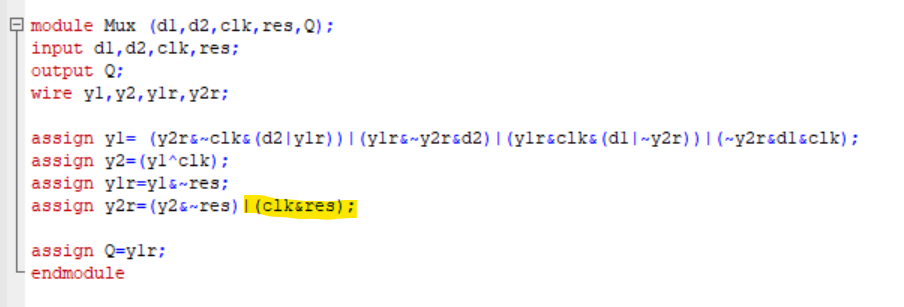 module Mux (d1,d2,clk,res,Q);
input d1,d2,clk,res;
output Q;
wire y1,y2,y1r,y2r;
assign y1= (y2r&~clk&(d2|y1r))|(y1r&~y2r&d2)|(y1r&clk&(d1|~y2r))|(~y2r&d1&clk);
assign y2=(y1^clk);
assign y1r=y1&~res;
assign y2r=(y2&~res)|(clk&res);
assign Q=y1r;
endmodule